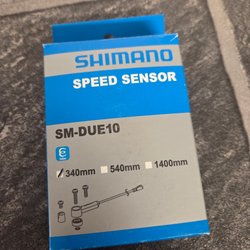 SHIMANO
SPEED SENSOR
SM-DUE10
340mm 540mm 1400mm